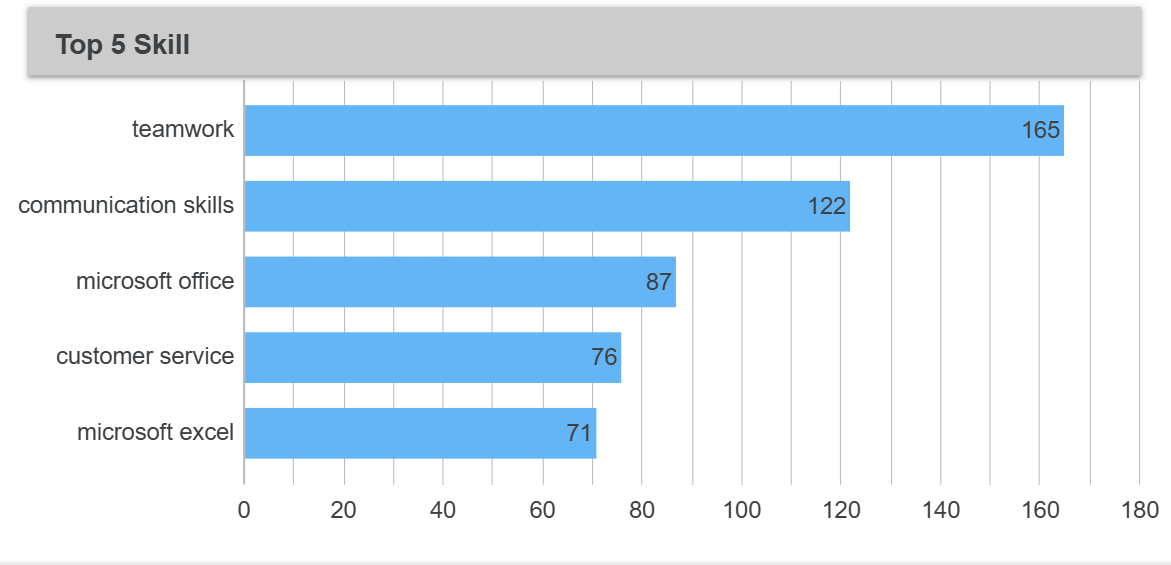 Top 5 Skill
teamwork 165
communication skills 122
microsoft office 87
customer service 76
microsoft excel 71
0 20 40 60 80 100 120 140 160 180